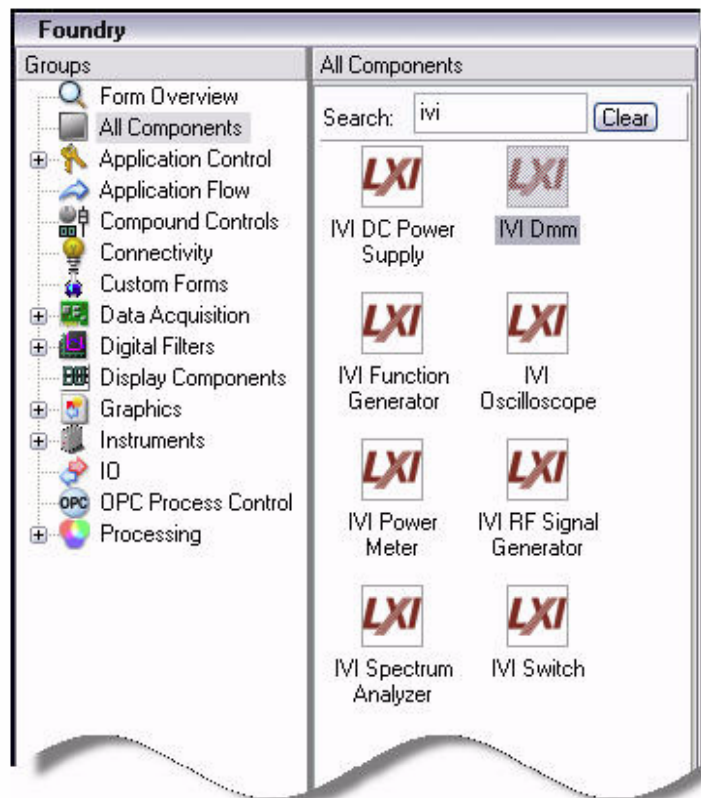 Foundry
Groups
Form Overview
All Components
Application Control
Application Flow
Compound Controls
Connectivity
Custom Forms
Data Acquisition
Digital Filters
Display Components
Graphics
Instruments
IO
OPC
OPC Process Control
Processing
All Components
Search:
ivi
Clear
LXI
IVI DC Power
Supply
LXI
IVI Dmm
LXI
IVI Function
Generator
LXI
IVI
Oscilloscope
LXI
IVI Power
Meter
LXI
IVI RF Signal
Generator
LXI
IVI Spectrum
Analyzer
LXI
IVI Switch